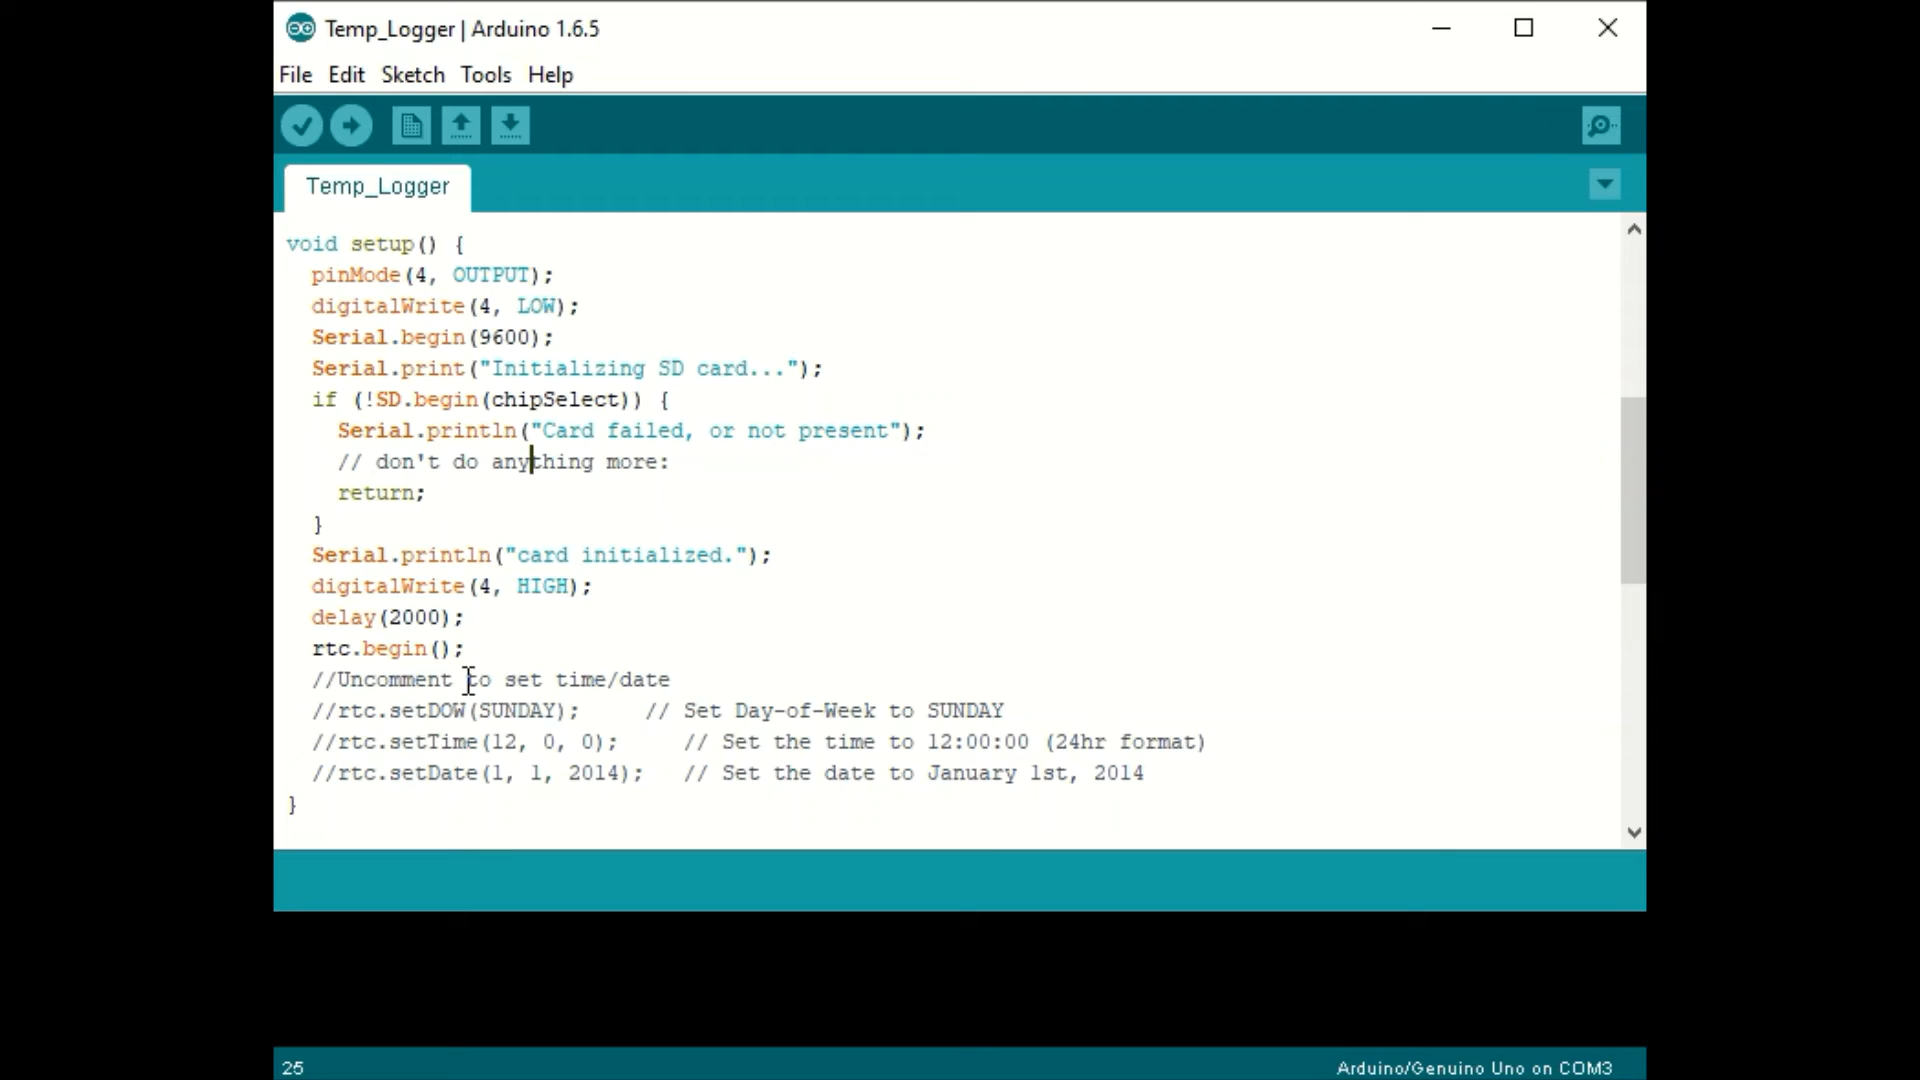 Temp_Logger | Arduino 1.6.5
File Edit Sketch Tools Help
Temp_Logger
void setup() {
  pinMode(4, OUTPUT);
  digitalWrite(4, LOW);
  Serial.begin(9600);
  Serial.print("Initializing SD card...");
  if (!SD.begin(chipSelect)) {
    Serial.println("Card failed, or not present");
    // don't do anything more:
    return;
  }
  Serial.println("card initialized.");
  digitalWrite(4, HIGH);
  delay(2000);
  rtc.begin();
  //Uncomment to set time/date
  //rtc.setDOW(SUNDAY);     // Set Day-of-Week to SUNDAY
  //rtc.setTime(12, 0, 0);     // Set the time to 12:00:00 (24hr format)
  //rtc.setDate(1, 1, 2014);   // Set the date to January 1st, 2014
}
25
Arduino/Genuino Uno on COM3